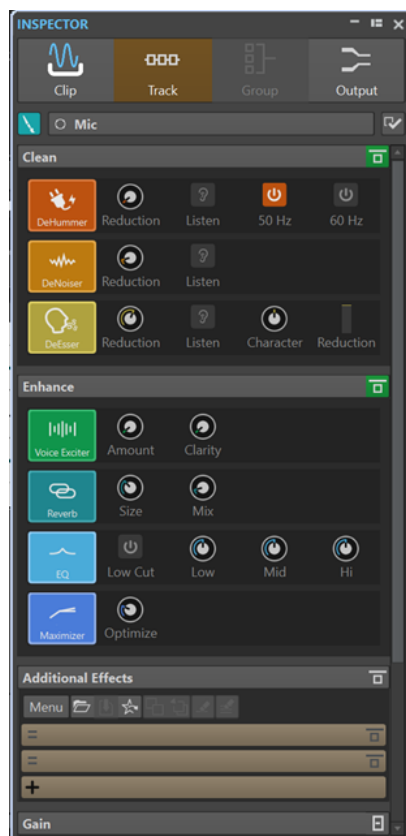 INSPECTOR
Clip Track Group Output
Mic
Clean
DeHummer Reduction Listen 50 Hz 60 Hz
DeNoiser Reduction Listen
DeEsser Reduction Listen Character Reduction
Enhance
Voice Exciter Amount Clarity
Reverb Size Mix
EQ Low Cut Low Mid Hi
Maximizer Optimize
Additional Effects
Menu
Gain